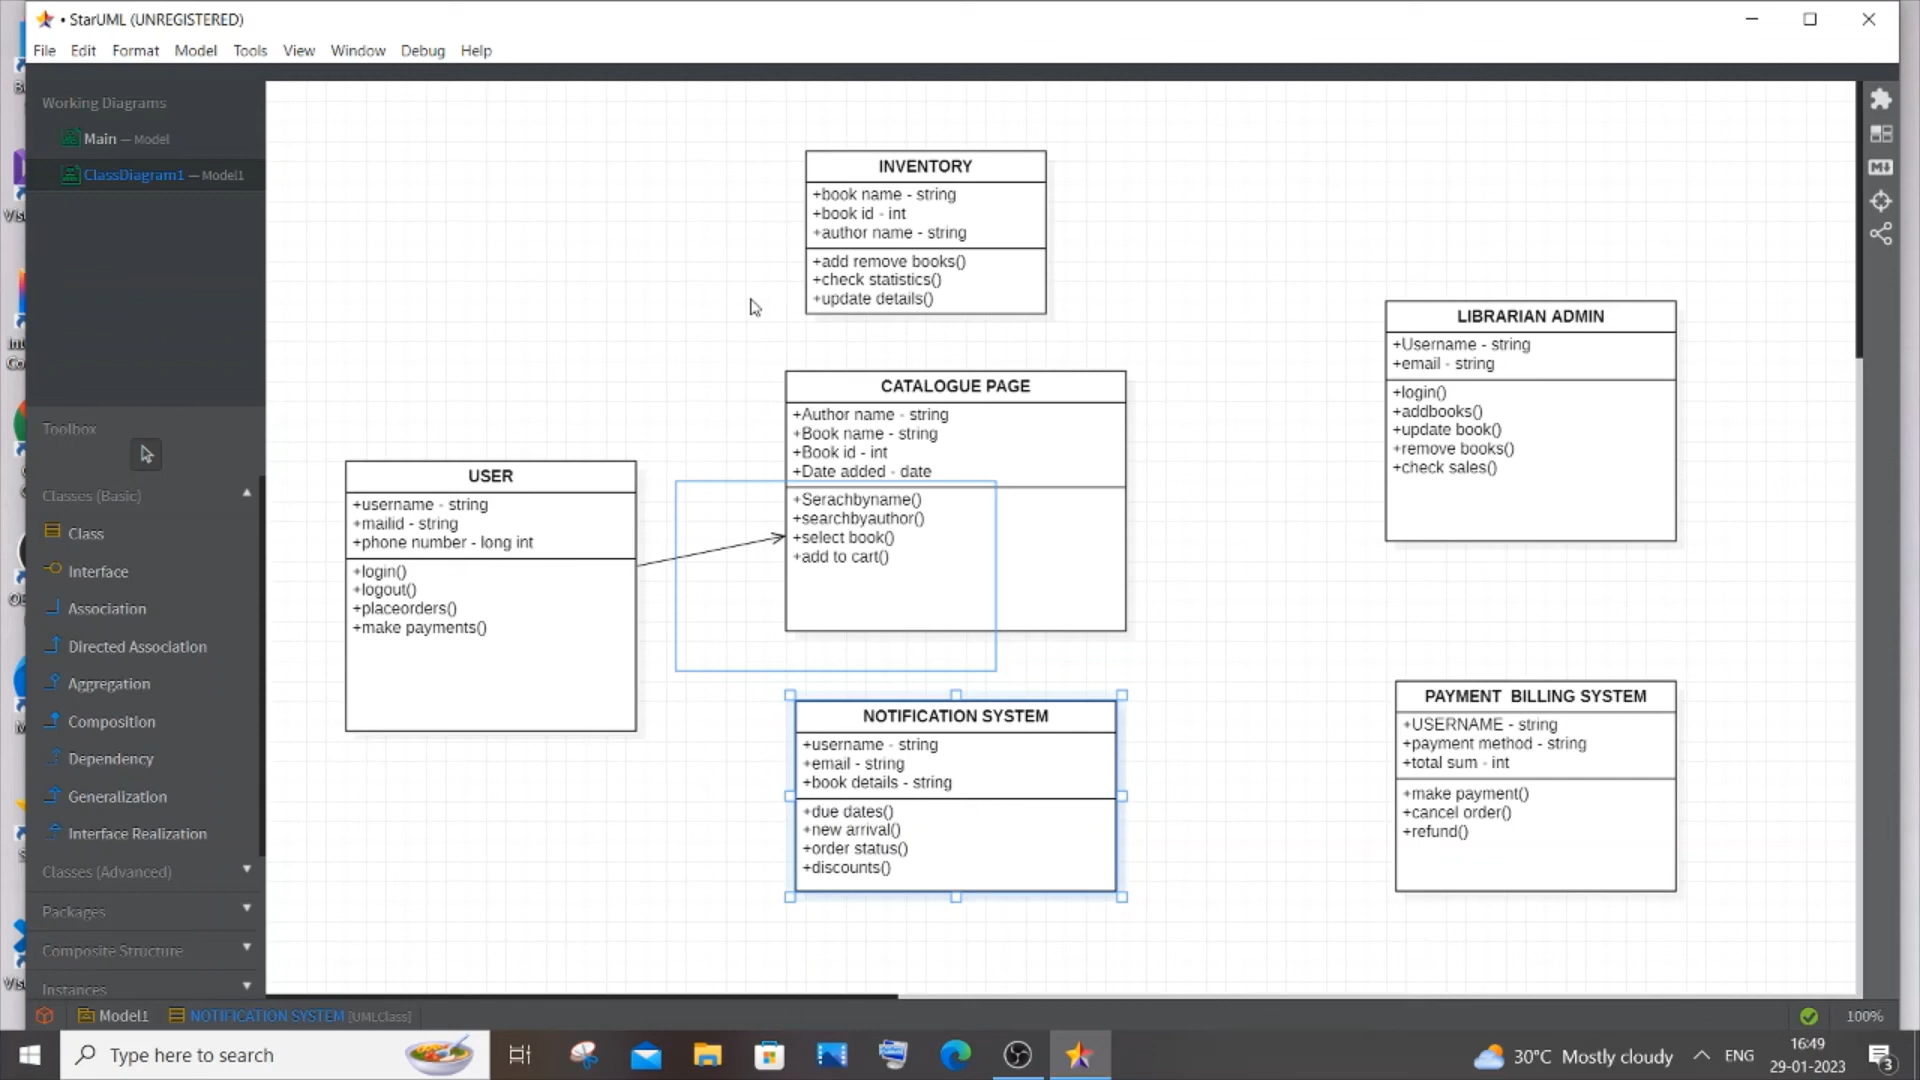 • StarUML (UNREGISTERED)
File Edit Format Model Tools View Window Debug Help
Working Diagrams
Main — Model
ClassDiagram1 — Model1
Toolbox
Classes (Basic)
Class
Interface
Association
Directed Association
Aggregation
Composition
Dependency
Generalization
Interface Realization
Classes (Advanced)
Packages
Composite Structure
Instances
INVENTORY
+book name - string
+book id - int
+author name - string
+add remove books()
+check statistics()
+update details()
CATALOGUE PAGE
+Author name - string
+Book name - string
+Book id - int
+Date added - date
+Serachbyname()
+searchbyauthor()
+select book()
+add to cart()
USER
+username - string
+mailid - string
+phone number - long int
+login()
+logout()
+placeorders()
+make payments()
NOTIFICATION SYSTEM
+username - string
+email - string
+book details - string
+due dates()
+new arrival()
+order status()
+discounts()
LIBRARIAN ADMIN
+Username - string
+email - string
+login()
+addbooks()
+update book()
+remove books()
+check sales()
PAYMENT  BILLING SYSTEM
+USERNAME - string
+payment method - string
+total sum - int
+make payment()
+cancel order()
+refund()
M
Model1 NOTIFICATION SYSTEM [UMLClass]
100%
Type here to search
30°C Mostly cloudy
ENG
16:49
29-01-2023
3